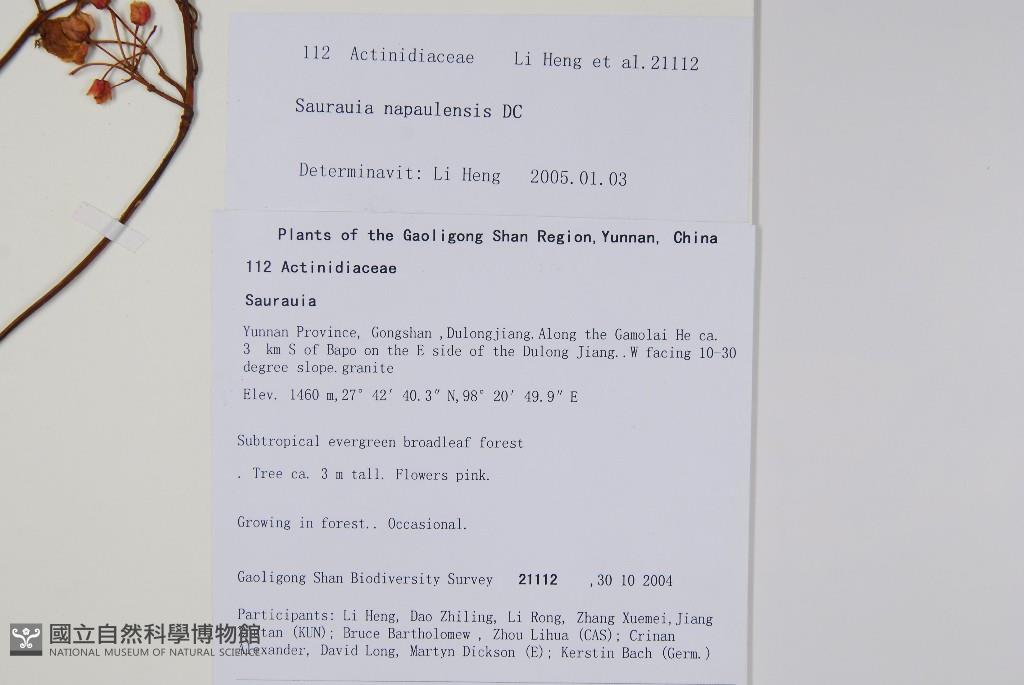 112 Actinidiaceae Li Heng et al.21112
Saurauia napaulensis DC
Determinavit: Li Heng 2005.01.03
Plants of the Gaoligong Shan Region, Yunnan, China
112 Actinidiaceae
Saurauia
Yunnan Province, Gongshan ,Dulongjiang.Along the Gamolai He ca.
3 km S of Bapo on the E side of the Dulong Jiang..W facing 10-30
degree slope.granite
Elev. 1460 m,27° 42′ 40.3″ N,98° 20′ 49.9″ E
Subtropical evergreen broadleaf forest
. Tree ca. 3 m tall. Flowers pink.
Growing in forest.. Occasional.
Gaoligong Shan Biodiversity Survey 21112 ,30 10 2004
Participants: Li Heng, Dao Zhiling, Li Rong, Zhang Xuemei,Jiang
(KUN); Bruce Bartholomew , Zhou Lihua (CAS); Crinan
Alexander, David Long, Martyn Dickson (E); Kerstin Bach (Germ.)
國立自然科學博物館
NATIONAL MUSEUM OF NATURAL SCIENCE